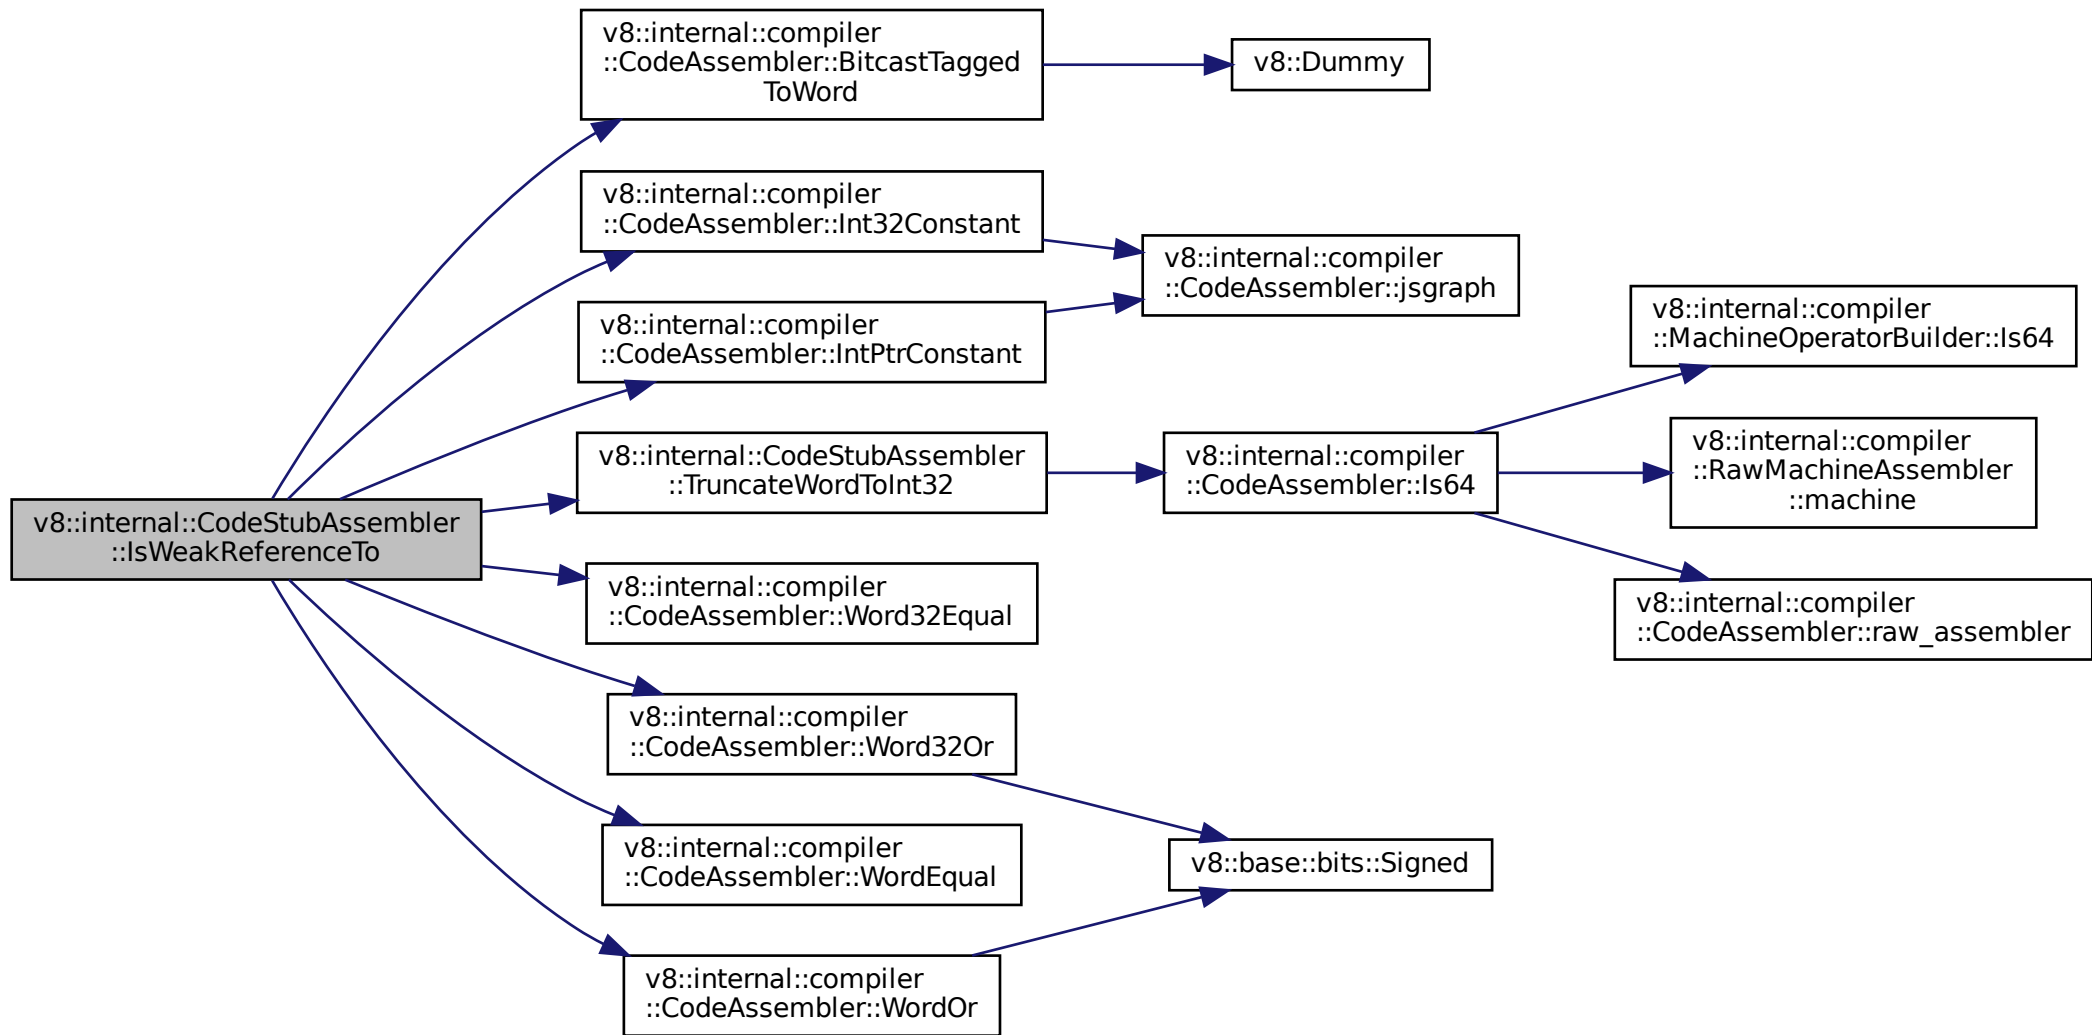 v8::internal::CodeStubAssembler
::IsWeakReferenceTo
v8::internal::compiler
::CodeAssembler::BitcastTagged
ToWord
v8::Dummy
v8::internal::compiler
::CodeAssembler::Int32Constant
v8::internal::compiler
::CodeAssembler::jsgraph
v8::internal::compiler
::CodeAssembler::IntPtrConstant
v8::internal::CodeStubAssembler
::TruncateWordToInt32
v8::internal::compiler
::CodeAssembler::Is64
v8::internal::compiler
::MachineOperatorBuilder::Is64
v8::internal::compiler
::RawMachineAssembler
::machine
v8::internal::compiler
::CodeAssembler::raw_assembler
v8::internal::compiler
::CodeAssembler::Word32Equal
v8::internal::compiler
::CodeAssembler::Word32Or
v8::base::bits::Signed
v8::internal::compiler
::CodeAssembler::WordEqual
v8::internal::compiler
::CodeAssembler::WordOr